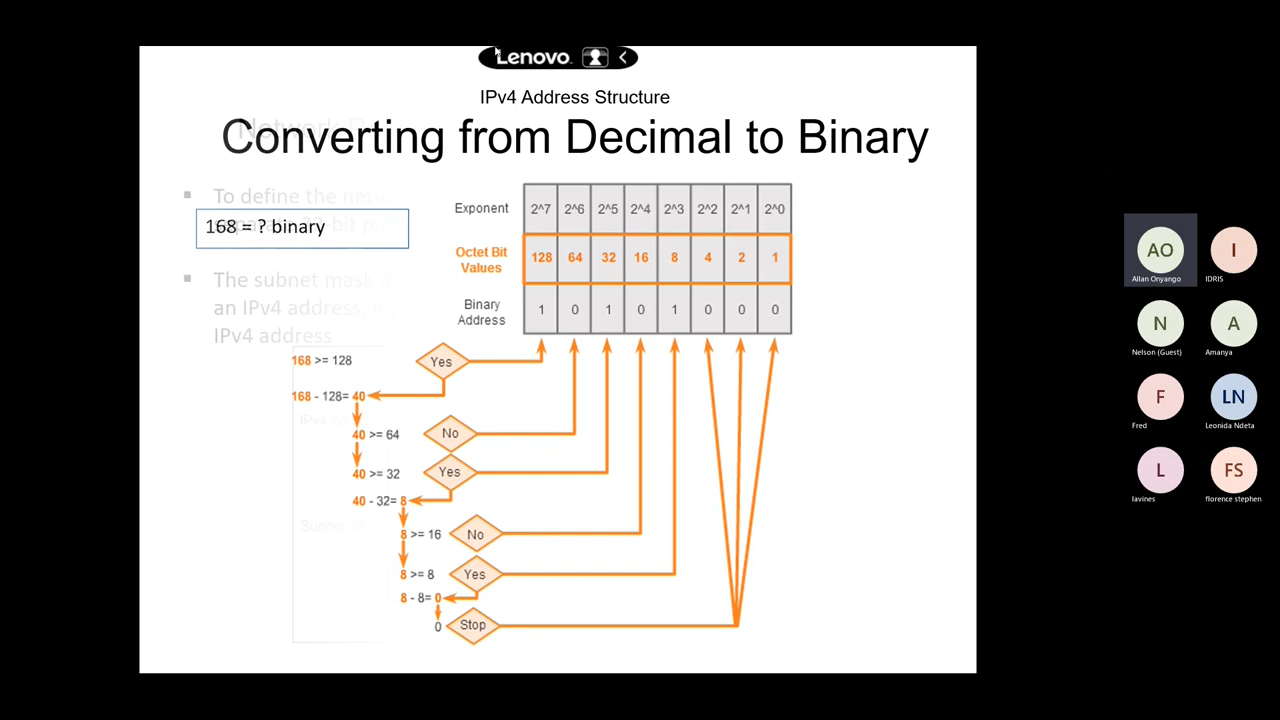 Lenovo
IPv4 Address Structure
Converting from Decimal to Binary
To define the netw
168 = ? binary
The subnet mask
an IPv4 address,
IPv4 address
Exponent 2^7 2^6 2^5 2^4 2^3 2^2 2^1 2^0
Octet Bit
Values 128 64 32 16 8 4 2 1
Binary
Address 1 0 1 0 1 0 0 0
168 >= 128 Yes
168 - 128= 40
40 >= 64 No
40 >= 32 Yes
40 - 32= 8
8 >= 16 No
8 >= 8 Yes
8 - 8= 0
0 Stop
AO I
Allan Onyango IDRIS
N A
Nelson (Guest) Amanya
F LN
Fred Leonida Ndeta
L FS
lavines florence stephen